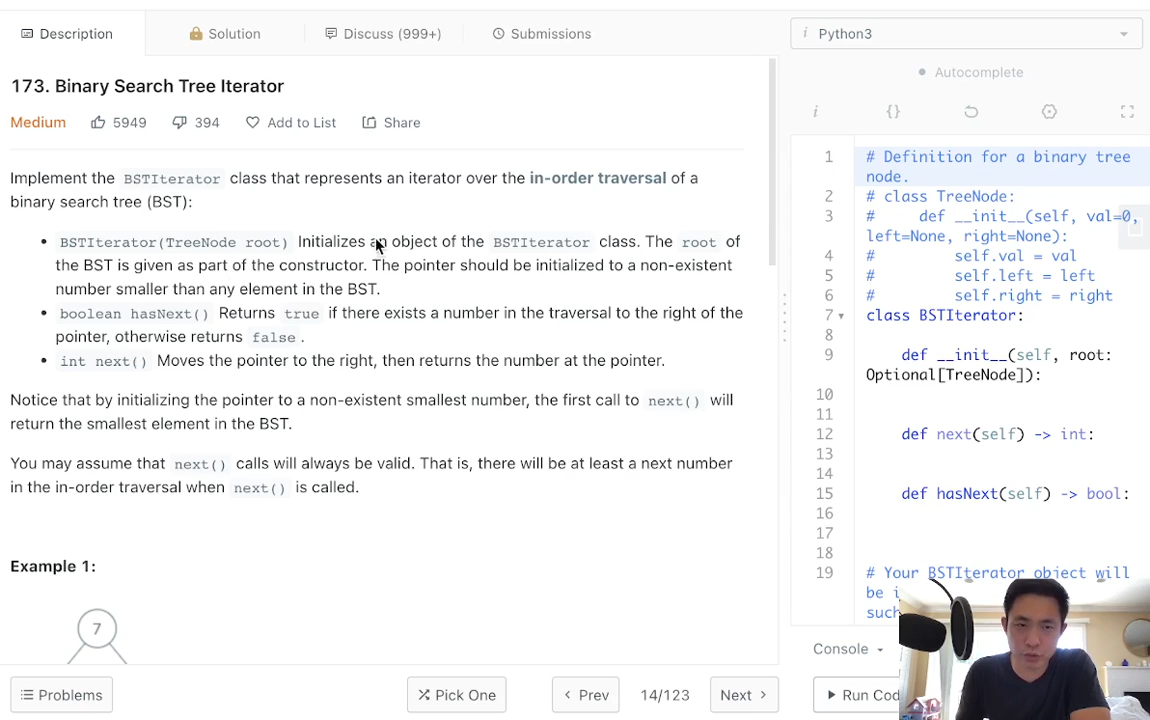 Description
Solution
Discuss (999+)
Submissions
i Python3
Autocomplete
173. Binary Search Tree Iterator
Medium 5949 394 Add to List Share
Implement the BSTIterator class that represents an iterator over the in-order traversal of a
binary search tree (BST):
• BSTIterator(TreeNode root) Initializes an object of the BSTIterator class. The root of
the BST is given as part of the constructor. The pointer should be initialized to a non-existent
number smaller than any element in the BST.
• boolean hasNext() Returns true if there exists a number in the traversal to the right of the
pointer, otherwise returns false .
• int next() Moves the pointer to the right, then returns the number at the pointer.
Notice that by initializing the pointer to a non-existent smallest number, the first call to next() will
return the smallest element in the BST.
You may assume that next() calls will always be valid. That is, there will be at least a next number
in the in-order traversal when next() is called.
Example 1:
7
Problems
Pick One
Prev
14/123
Next
i {}
1 # Definition for a binary tree
node.
2 # class TreeNode:
3 #     def __init__(self, val=0,
left=None, right=None):
4 #         self.val = val
5 #         self.left = left
6 #         self.right = right
7 class BSTIterator:
8
9     def __init__(self, root:
Optional[TreeNode]):
10
11
12     def next(self) -> int:
13
14
15     def hasNext(self) -> bool:
16
17
18
19 # Your BSTIterator object will
be
suc
Console
Run Cod